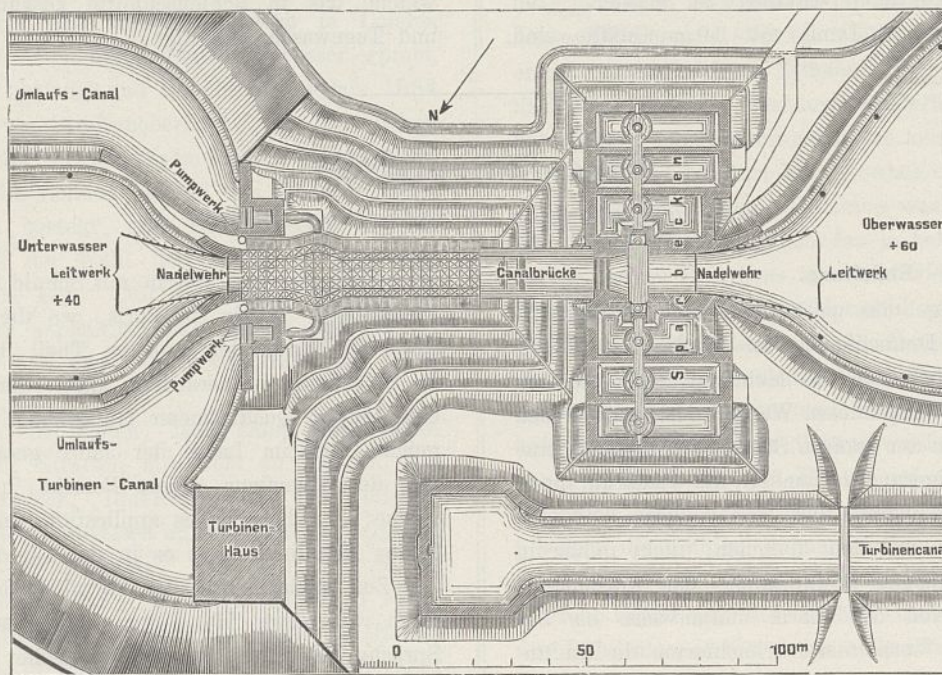 Umlaufs - Canal
N
Pumpwerk
Unterwasser
Leitwerk
+40
Nadelwehr
Canalbrücke
Sparbecken
Nadelwehr
Oberwasser
+60
Leitwerk
Pumpwerk
Umlaufs-
Turbinen - Canal
Turbinen-
Haus
Turbinencanal
0 50 100m